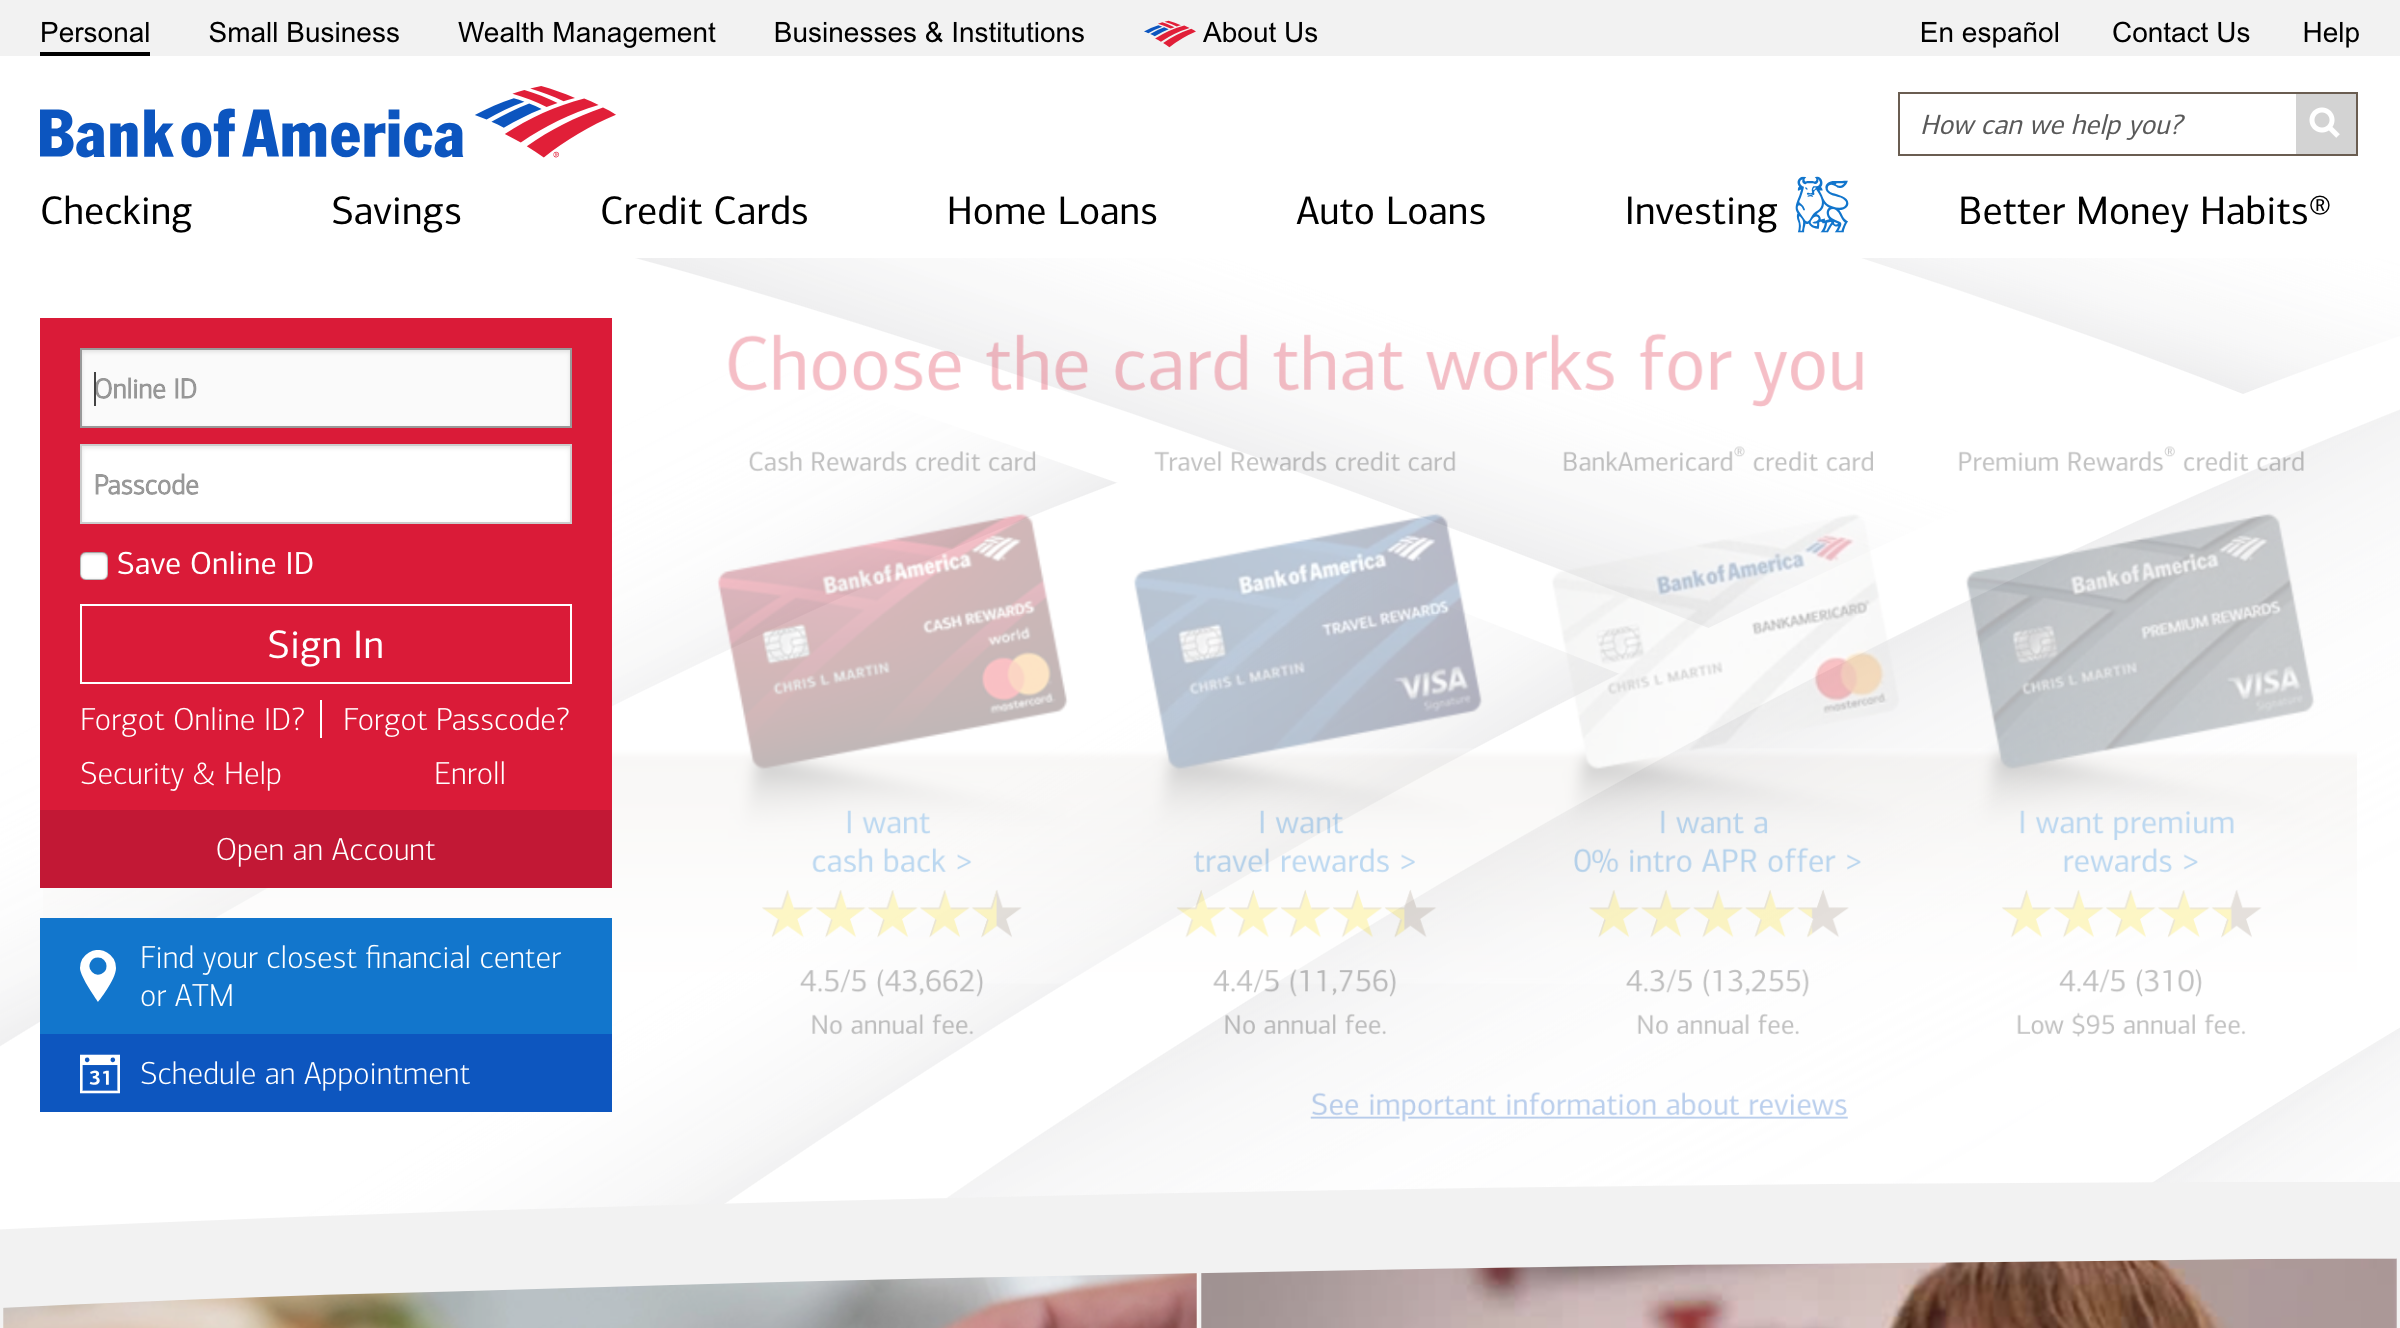 Personal
Small Business
Wealth Management
Businesses & Institutions
About Us
En español
Contact Us
Help
Bank of America
How can we help you?
Checking
Savings
Credit Cards
Home Loans
Auto Loans
Investing
Better Money Habits®
Online ID
Passcode
Save Online ID
Sign In
Forgot Online ID?
Forgot Passcode?
Security & Help
Enroll
Open an Account
Find your closest financial center
or ATM
31
Schedule an Appointment
Choose the card that works for you
Cash Rewards credit card
Bank of America
CASH REWARDS
world
CHRIS L MARTIN
mastercard
I want
cash back >
4.5/5 (43,662)
No annual fee.
Travel Rewards credit card
Bank of America
TRAVEL REWARDS
CHRIS L MARTIN
VISA
Signature
I want
travel rewards >
4.4/5 (11,756)
No annual fee.
BankAmericard® credit card
Bank of America
BANKAMERICARD
CHRIS L MARTIN
mastercard
I want a
0% intro APR offer >
4.3/5 (13,255)
No annual fee.
Premium Rewards® credit card
Bank of America
PREMIUM REWARDS
CHRIS L MARTIN
VISA
Signature
I want premium
rewards >
4.4/5 (310)
Low $95 annual fee.
See important information about reviews